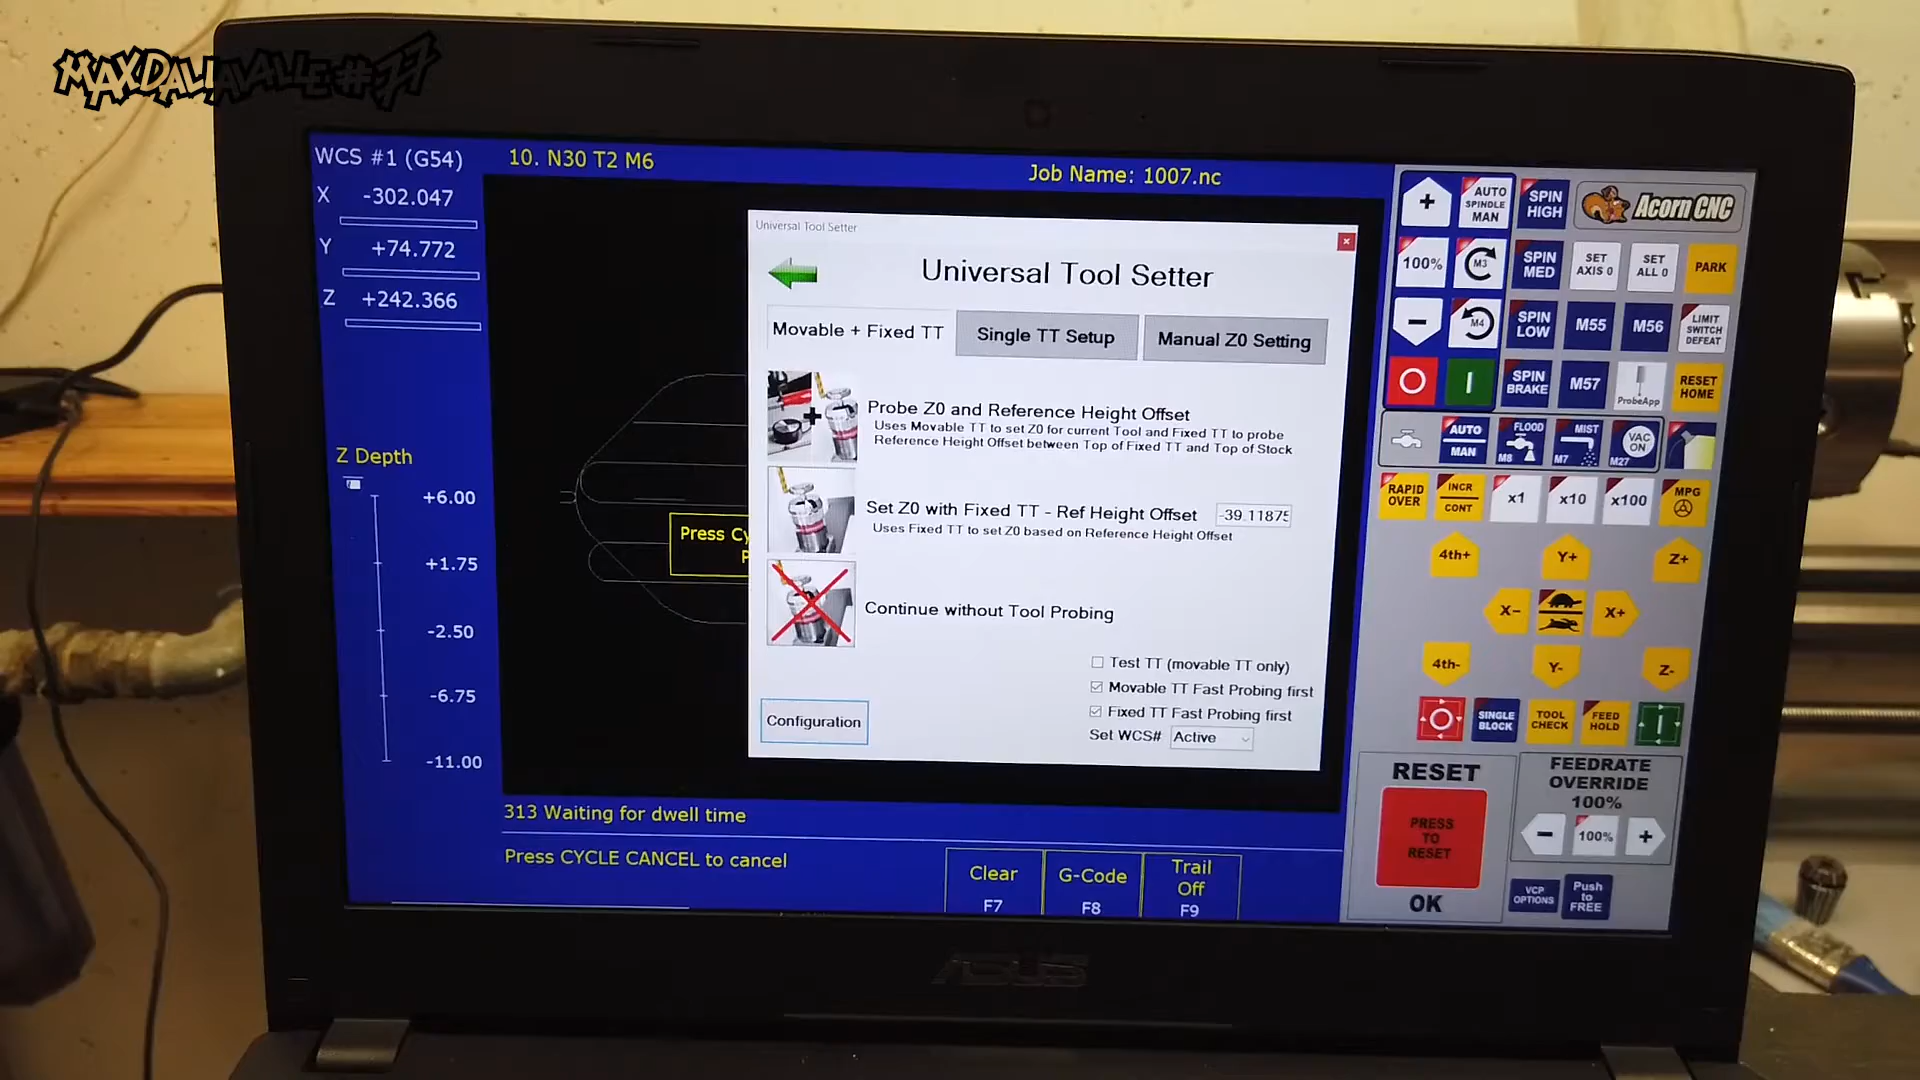 MAXDALLAVALLE#77
WCS #1 (G54)
X -302.047
Y +74.772
Z +242.366
Z Depth
+6.00
+1.75
-2.50
-6.75
-11.00
10. N30 T2 M6
Job Name: 1007.nc
Press Cy
P
Universal Tool Setter
Universal Tool Setter
Movable + Fixed TT
Single TT Setup
Manual Z0 Setting
Probe Z0 and Reference Height Offset
Uses Movable TT to set Z0 for current Tool and Fixed TT to probe
Reference Height Offset between Top of Fixed TT and Top of Stock
Set Z0 with Fixed TT - Ref Height Offset -39.11875
Uses Fixed TT to set Z0 based on Reference Height Offset
Continue without Tool Probing
Test TT (movable TT only)
Movable TT Fast Probing first
Fixed TT Fast Probing first
Set WCS# Active
Configuration
313 Waiting for dwell time
Press CYCLE CANCEL to cancel
Clear
F7
G-Code
F8
Trail
Off
F9
+
AUTO
SPINDLE
MAN
SPIN
HIGH
Acorn CNC
100%
M3
SPIN
MED
SET
AXIS 0
SET
ALL 0
PARK
-
M4
SPIN
LOW
M55
M56
LIMIT
SWITCH
DEFEAT
SPIN
BRAKE
M57
ProbeApp
RESET
HOME
AUTO
MAN
FLOOD
M8
MIST
M7
VAC
ON
M27
RAPID
OVER
INCR
CONT
x1
x10
x100
MPG
4th+
Y+
Z+
X-
X+
4th-
Y-
Z-
SINGLE
BLOCK
TOOL
CHECK
FEED
HOLD
RESET
PRESS
TO
RESET
OK
FEEDRATE
OVERRIDE
100%
-
100%
+
VCP
OPTIONS
Push
to
FREE
ASUS